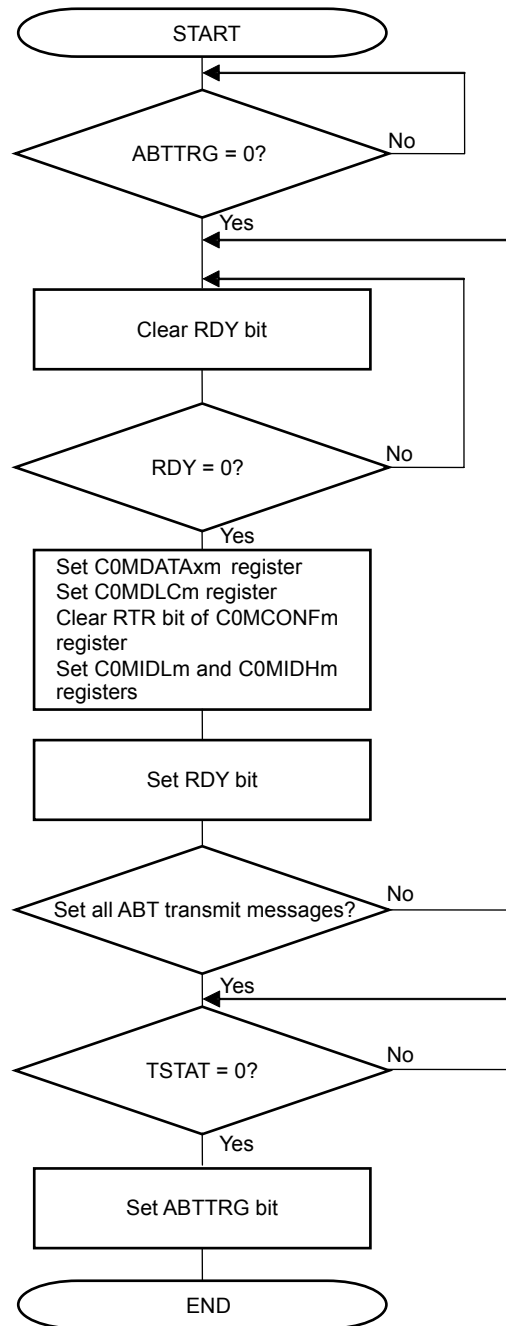 START
ABTTRG = 0?
No
Yes
Clear RDY bit
RDY = 0?
No
Yes
Set C0MDATAxm register
Set C0MDLCm register
Clear RTR bit of C0MCONFm
register
Set C0MIDLm and C0MIDHm
registers
Set RDY bit
Set all ABT transmit messages?
No
Yes
TSTAT = 0?
No
Yes
Set ABTTRG bit
END